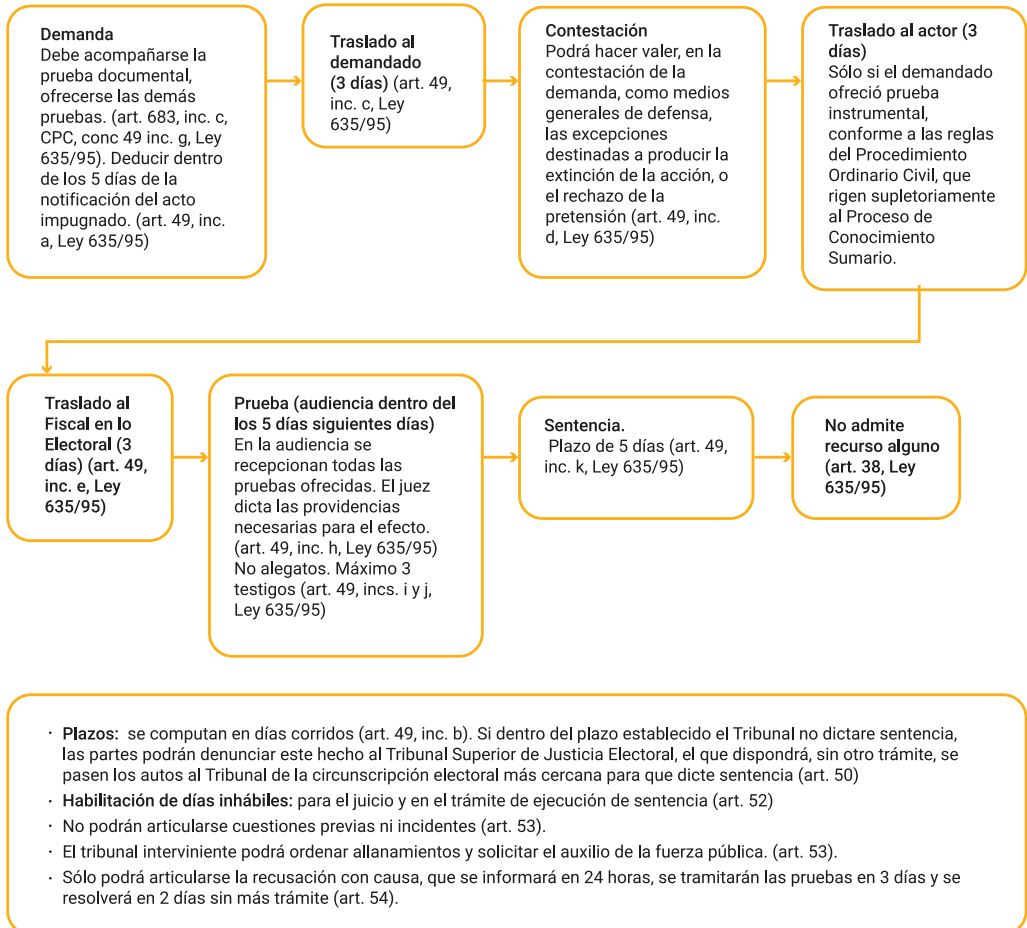 Demanda
Debe acompañarse la
prueba documental,
ofrecerse las demás
pruebas. (art. 683, inc. c,
CPC, conc 49 inc. g, Ley
635/95). Deducir dentro
de los 5 días de la
notificación del acto
impugnado. (art. 49, inc.
a, Ley 635/95)
Traslado al
demandado
(3 días) (art. 49,
inc. c, Ley
635/95)
Contestación
Podrá hacer valer, en la
contestación de la
demanda, como medios
generales de defensa,
las excepciones
destinadas a producir la
extinción de la acción, o
el rechazo de la
pretensión (art. 49, inc.
d, Ley 635/95)
Traslado al actor (3
días)
Sólo si el demandado
ofreció prueba
instrumental,
conforme a las reglas
del Procedimiento
Ordinario Civil, que
rigen supletoriamente
al Proceso de
Conocimiento
Sumario.
Traslado al
Fiscal en lo
Electoral (3
días) (art. 49,
inc. e, Ley
635/95)
Prueba (audiencia dentro del
los 5 días siguientes días)
En la audiencia se
recepcionan todas las
pruebas ofrecidas. El juez
dicta las providencias
necesarias para el efecto.
(art. 49, inc. h, Ley 635/95)
No alegatos. Máximo 3
testigos (art. 49, incs. i y j,
Ley 635/95)
Sentencia.
Plazo de 5 días (art. 49,
inc. k, Ley 635/95)
No admite
recurso alguno
(art. 38, Ley
635/95)
· Plazos: se computan en días corridos (art. 49, inc. b). Si dentro del plazo establecido el Tribunal no dictare sentencia,
las partes podrán denunciar este hecho al Tribunal Superior de Justicia Electoral, el que dispondrá, sin otro trámite, se
pasen los autos al Tribunal de la circunscripción electoral más cercana para que dicte sentencia (art. 50)
· Habilitación de días inhábiles: para el juicio y en el trámite de ejecución de sentencia (art. 52)
· No podrán articularse cuestiones previas ni incidentes (art. 53).
· El tribunal interviniente podrá ordenar allanamientos y solicitar el auxilio de la fuerza pública. (art. 53).
· Sólo podrá articularse la recusación con causa, que se informará en 24 horas, se tramitarán las pruebas en 3 días y se
resolverá en 2 días sin más trámite (art. 54).